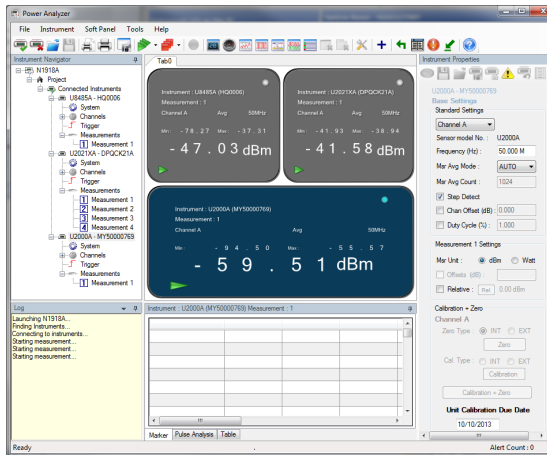 Power Analyzer
File Instrument Soft Panel Tools Help
Instrument Navigator
N1918A
Project
Connected Instruments
U8485A - HQ0006
System
Channels
Trigger
Measurements
1 Measurement 1
U2021XA - DPQCK21A
System
Channels
Trigger
Measurements
1 Measurement 1
2 Measurement 2
3 Measurement 3
4 Measurement 4
U2000A - MY50000769
System
Channels
Trigger
Measurements
1 Measurement 1
Log
Launching N1918A...
Finding Instruments...
Connecting to instruments...
Starting measurement...
Starting measurement...
Starting measurement...
Tab0
Instrument : U8485A (HQ0006)
Measurement : 1
Channel A Avg 50MHz
Min: -78.27 Max: -37.31
-47.03 dBm
Instrument : U2021XA (DPQCK21A)
Measurement : 1
Channel A Avg 50MHz
Min: -41.93 Max: -38.94
-41.58 dBm
Instrument : U2000A (MY50000769)
Measurement : 1
Channel A Avg 50MHz
Min: -94.50 Max: -55.57
-59.51 dBm
Instrument : U2000A (MY50000769) Measurement : 1
Marker Pulse Analysis Table
Instrument Properties
U2000A - MY50000769
Base Settings
Standard Settings
Channel A
Sensor model No. : U2000A
Frequency (Hz) : 50.000 M
Msr Avg Mode : AUTO
Msr Avg Count : 1024
Step Detect
Chan Offset (dB) : 0.000
Duty Cycle (%) : 1.000
Measurement 1 Settings
Msr Unit : dBm Watt
Offsets (dB) :
Relative : Rel 0.00 dBm
Calibration + Zero
Channel A
Zero Type : INT EXT
Zero
Cal. Type : INT EXT
Calibration
Calibration + Zero
Unit Calibration Due Date
10/10/2013
Ready
Alert Count : 0